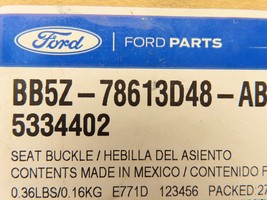 Ford FORD PARTS
BB5Z-78613D48-AB
5334402
SEAT BUCKLE / HEBILLA DEL ASIENTO
CONTENTS MADE IN MEXICO / CONTENIDO
0.36LBS/0.16KG E771D 123456 PACKED:27